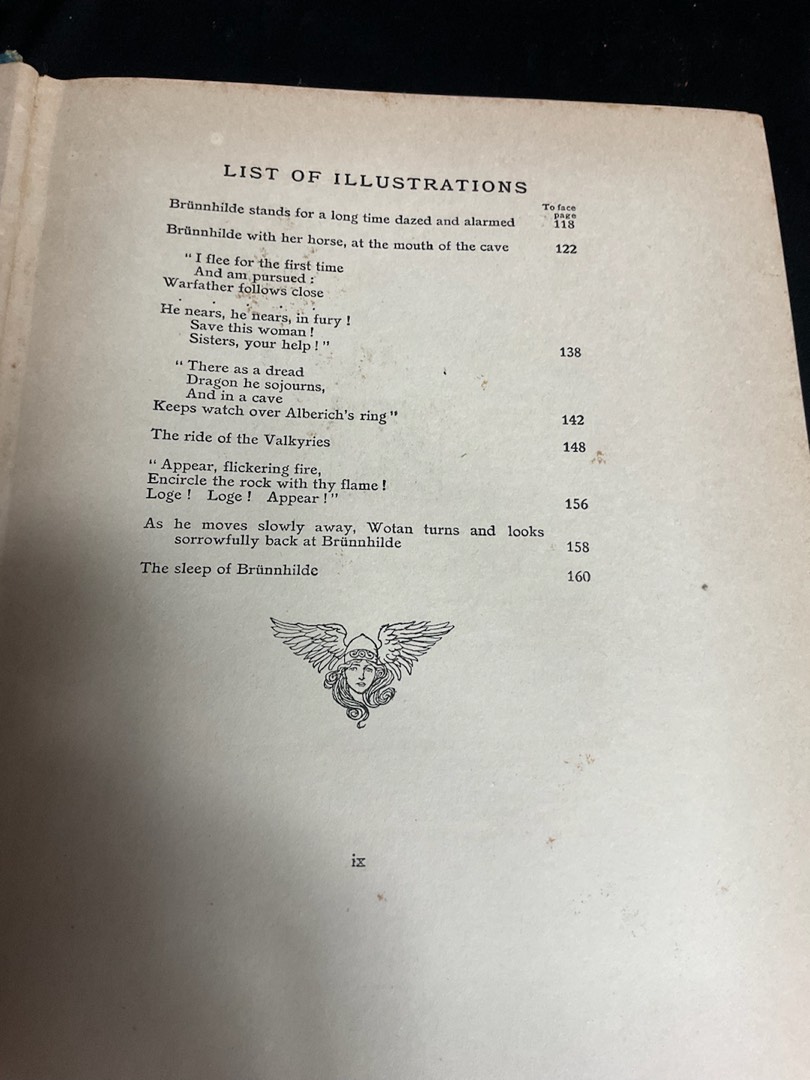 LIST OF ILLUSTRATIONS
To face
page
Brünnhilde stands for a long time dazed and alarmed 118
Brünnhilde with her horse, at the mouth of the cave 122
“ I flee for the first time
And am pursued :
Warfather follows close
. . . . .
He nears, he nears, in fury !
Save this woman !
Sisters, your help ! ” 138
“ There as a dread
Dragon he sojourns,
And in a cave
Keeps watch over Alberich’s ring ” 142
The ride of the Valkyries 148
“ Appear, flickering fire,
Encircle the rock with thy flame !
Loge ! Loge ! Appear ! ” 156
As he moves slowly away, Wotan turns and looks
sorrowfully back at Brünnhilde 158
The sleep of Brünnhilde 160
ix